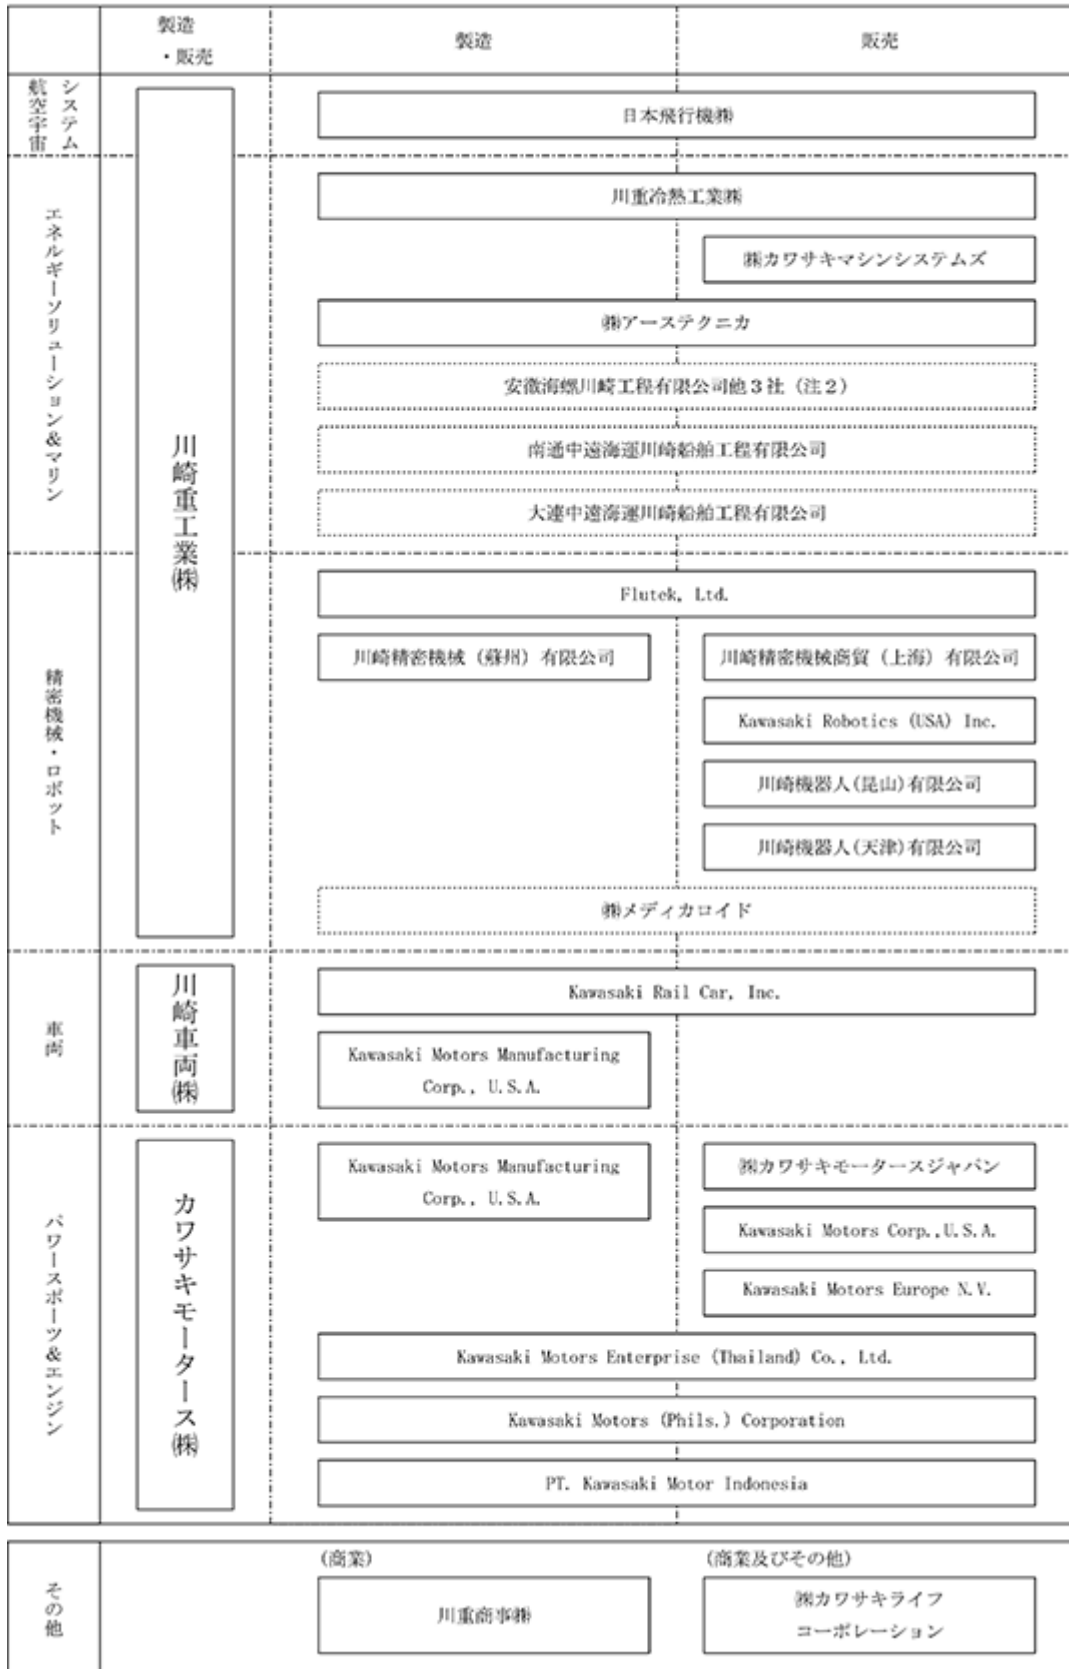 製造
・販売
製造
販売
航空宇宙
システム
日本飛行機㈱
エネルギーソリューション&マリン
川崎重工業㈱
川重冷熱工業㈱
㈱カワサキマシンシステムズ
㈱アーステクニカ
安徽海螺川崎工程有限公司他3社（注2）
南通中遠海運川崎船舶工程有限公司
大連中遠海運川崎船舶工程有限公司
精密機械・ロボット
Flutek, Ltd.
川崎精密機械（蘇州）有限公司
川崎精密機械商貿（上海）有限公司
Kawasaki Robotics (USA) Inc.
川崎機器人(昆山)有限公司
川崎機器人(天津)有限公司
㈱メディカロイド
車両
川崎車両㈱
Kawasaki Rail Car, Inc.
Kawasaki Motors Manufacturing
Corp., U.S.A.
パワースポーツ&エンジン
カワサキモータース㈱
Kawasaki Motors Manufacturing
Corp., U.S.A.
㈱カワサキモータースジャパン
Kawasaki Motors Corp.,U.S.A.
Kawasaki Motors Europe N.V.
Kawasaki Motors Enterprise (Thailand) Co., Ltd.
Kawasaki Motors (Phils.) Corporation
PT. Kawasaki Motor Indonesia
その他
(商業)
川重商事㈱
(商業及びその他)
㈱カワサキライフ
コーポレーション